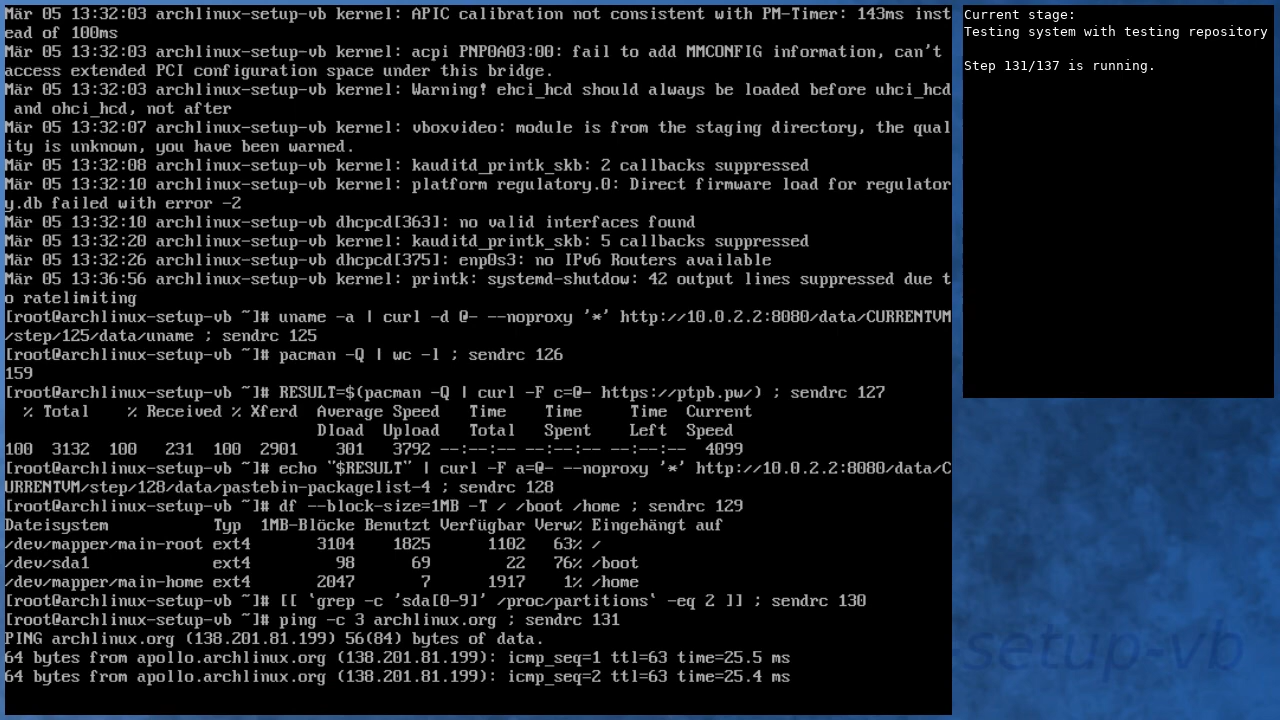 Mär 05 13:32:03 archlinux-setup-vb kernel: APIC calibration not consistent with PM-Timer: 143ms inst
ead of 100ms
Mär 05 13:32:03 archlinux-setup-vb kernel: acpi PNP0A03:00: fail to add MMCONFIG information, can't
access extended PCI configuration space under this bridge.
Mär 05 13:32:03 archlinux-setup-vb kernel: Warning! ehci_hcd should always be loaded before uhci_hcd
 and ohci_hcd, not after
Mär 05 13:32:07 archlinux-setup-vb kernel: vboxvideo: module is from the staging directory, the qual
ity is unknown, you have been warned.
Mär 05 13:32:08 archlinux-setup-vb kernel: kauditd_printk_skb: 2 callbacks suppressed
Mär 05 13:32:10 archlinux-setup-vb kernel: platform regulatory.0: Direct firmware load for regulator
y.db failed with error -2
Mär 05 13:32:10 archlinux-setup-vb dhcpcd[363]: no valid interfaces found
Mär 05 13:32:20 archlinux-setup-vb kernel: kauditd_printk_skb: 5 callbacks suppressed
Mär 05 13:32:26 archlinux-setup-vb dhcpcd[375]: enp0s3: no IPv6 Routers available
Mär 05 13:36:56 archlinux-setup-vb kernel: printk: systemd-shutdow: 42 output lines suppressed due t
o ratelimiting
[root@archlinux-setup-vb ~]# uname -a | curl -d @- --noproxy '*' http://10.0.2.2:8080/data/CURRENTVM
/step/125/data/uname ; sendrc 125
[root@archlinux-setup-vb ~]# pacman -Q | wc -l ; sendrc 126
159
[root@archlinux-setup-vb ~]# RESULT=$(pacman -Q | curl -F c=@- https://ptpb.pw/) ; sendrc 127
  % Total    % Received % Xferd  Average Speed   Time    Time     Time  Current
                                 Dload  Upload   Total   Spent    Left  Speed
100  3132  100   231  100  2901    301   3792 --:--:-- --:--:-- --:--:--  4099
[root@archlinux-setup-vb ~]# echo "$RESULT" | curl -F a=@- --noproxy '*' http://10.0.2.2:8080/data/C
URRENTVM/step/128/data/pastebin-packagelist-4 ; sendrc 128
[root@archlinux-setup-vb ~]# df --block-size=1MB -T / /boot /home ; sendrc 129
Dateisystem           Typ  1MB-Blöcke Benutzt Verfügbar Verw% Eingehängt auf
/dev/mapper/main-root ext4       3104    1825      1102   63% /
/dev/sda1             ext4         98      69        22   76% /boot
/dev/mapper/main-home ext4       2047       7      1917    1% /home
[root@archlinux-setup-vb ~]# [[ `grep -c 'sda[0-9]' /proc/partitions` -eq 2 ]] ; sendrc 130
[root@archlinux-setup-vb ~]# ping -c 3 archlinux.org ; sendrc 131
PING archlinux.org (138.201.81.199) 56(84) bytes of data.
64 bytes from apollo.archlinux.org (138.201.81.199): icmp_seq=1 ttl=63 time=25.5 ms
64 bytes from apollo.archlinux.org (138.201.81.199): icmp_seq=2 ttl=63 time=25.4 ms
Current stage:
Testing system with testing repository
Step 131/137 is running.
setup-vb